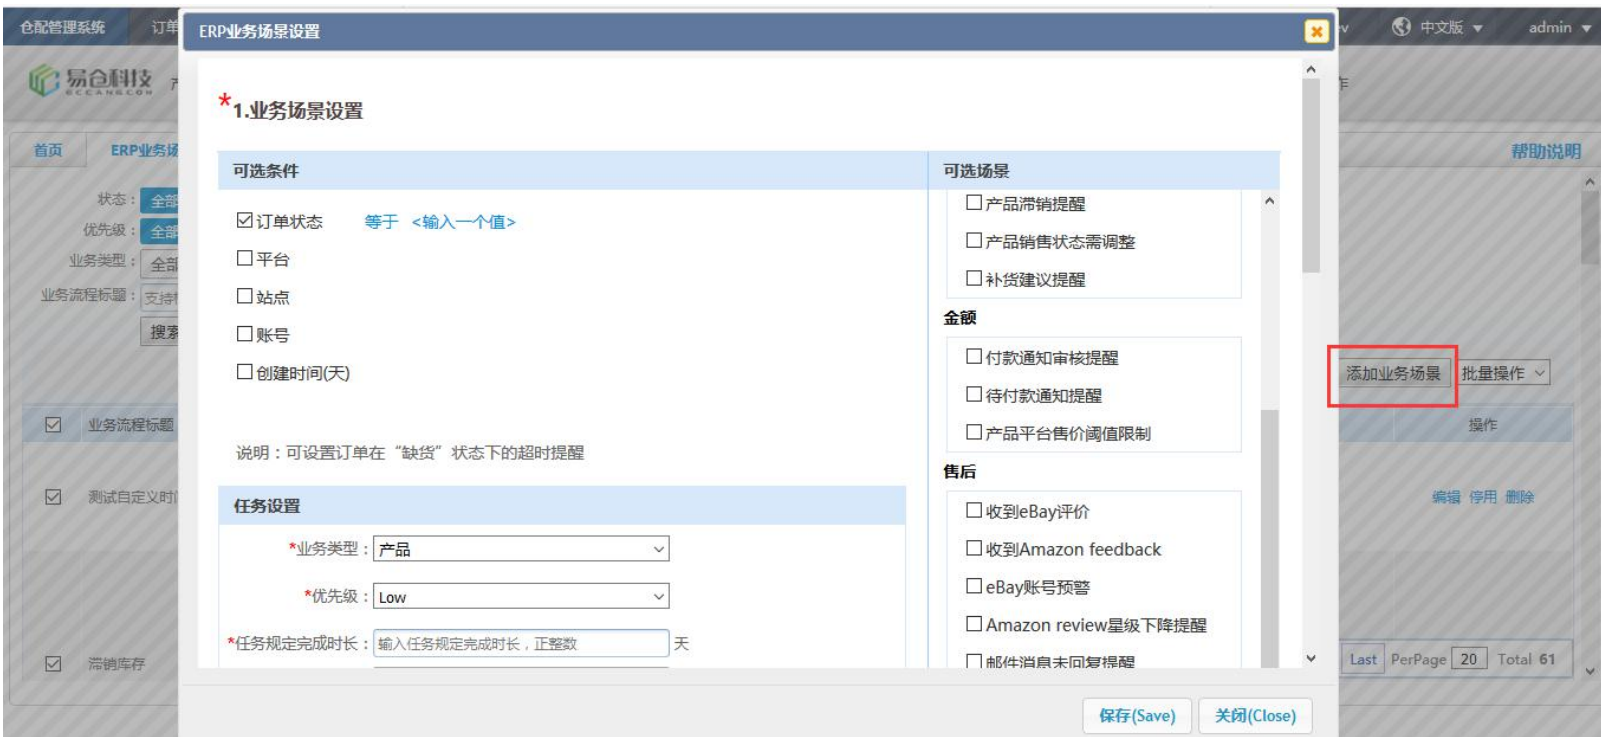 仓配管理系统 订单
ERP业务场景设置
中文版 admin
易仓科技
ECCANGCOM
*1.业务场景设置
首页 ERP业务场
帮助说明
可选条件
可选场景
状态： 全部
优先级： 全部
业务类型： 全部
业务流程标题： 支持
搜索
订单状态 等于 <输入一个值>
平台
站点
账号
创建时间(天)
说明：可设置订单在“缺货”状态下的超时提醒
产品滞销提醒
产品销售状态需调整
补货建议提醒
金额
付款通知审核提醒
待付款通知提醒
产品平台售价阈值限制
售后
收到eBay评价
收到Amazon feedback
eBay账号预警
Amazon review星级下降提醒
邮件消息未回复提醒
添加业务场景 批量操作
业务流程标题
操作
测试自定义时间
编辑 停用 删除
任务设置
*业务类型： 产品
*优先级： Low
*任务规定完成时长： 输入任务规定完成时长，正整数 天
滞销库存
Last PerPage 20 Total 61
保存(Save) 关闭(Close)